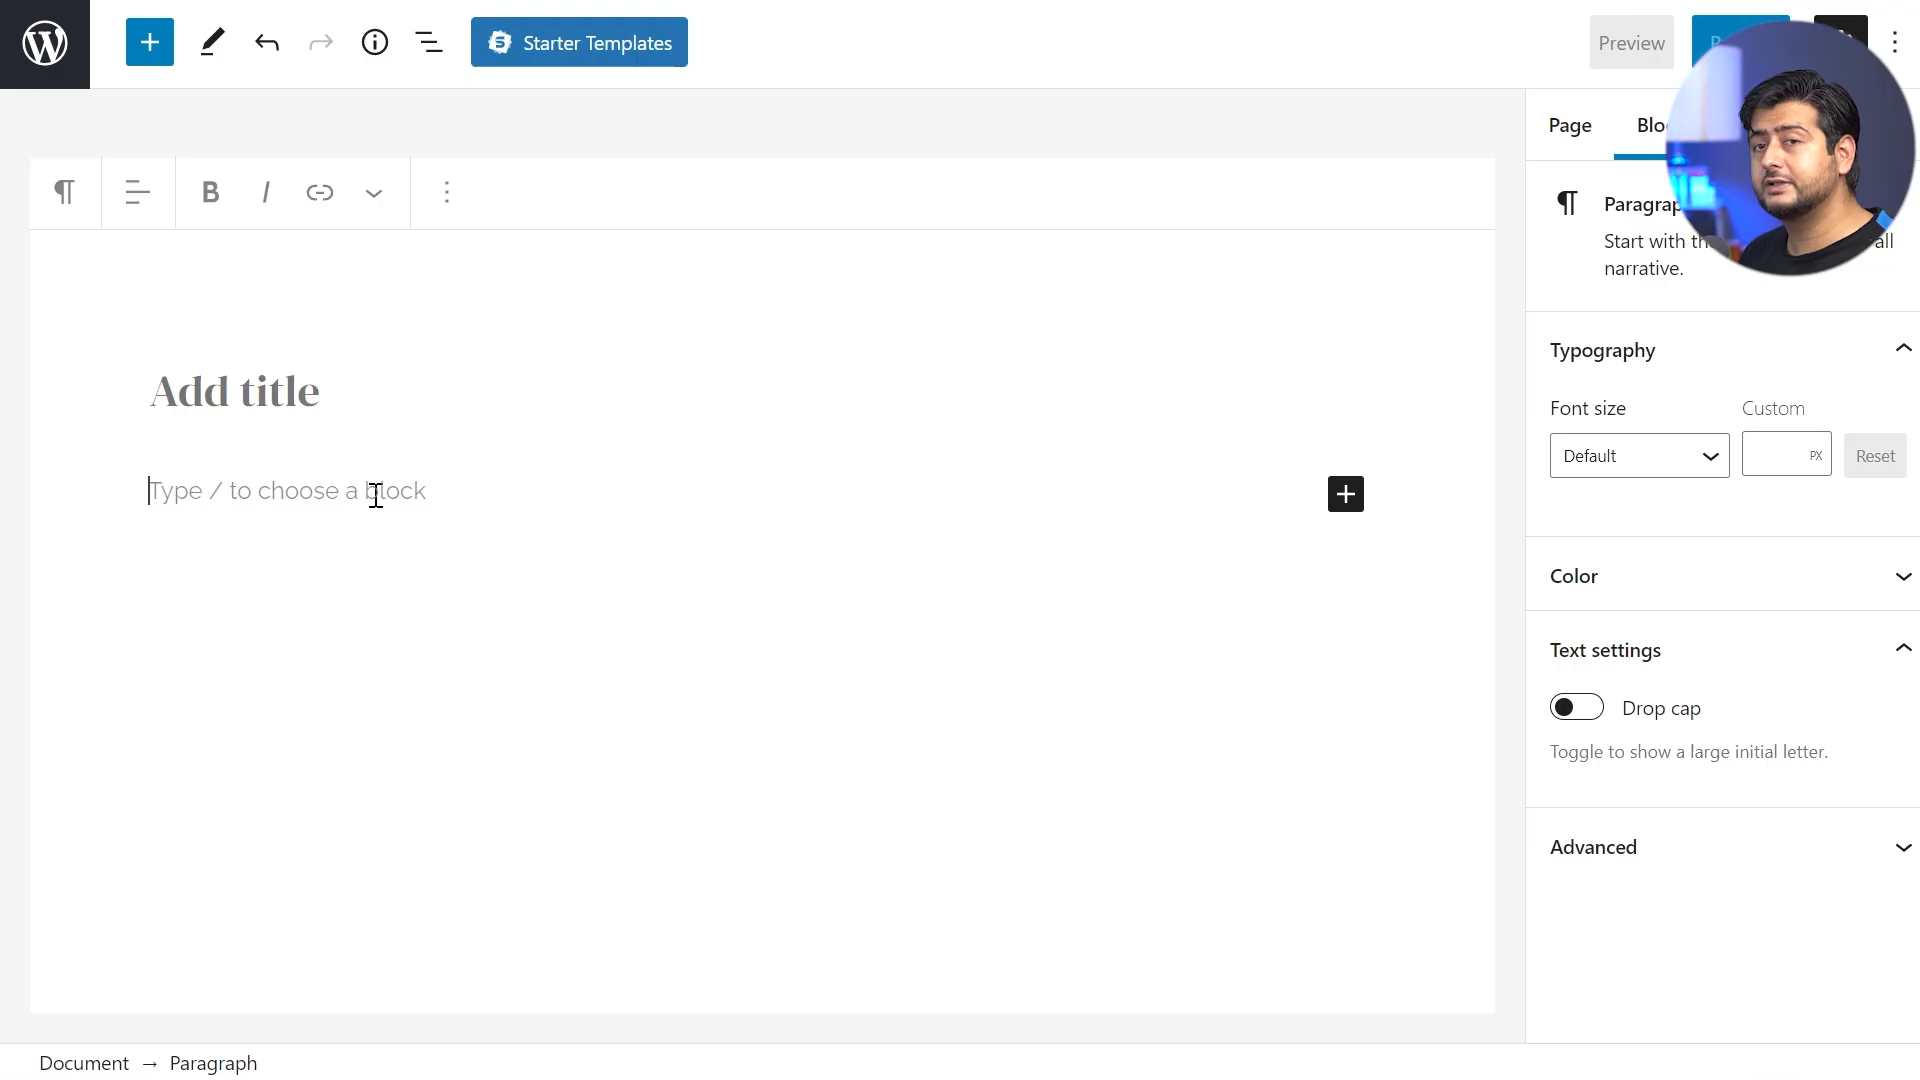 Starter Templates
Preview
Page
B I
Start with th all
narrative.
Add title
Type / to choose a block
Typography
Font size Custom
Default PX Reset
Color
Text settings
Drop cap
Toggle to show a large initial letter.
Advanced
Document → Paragraph